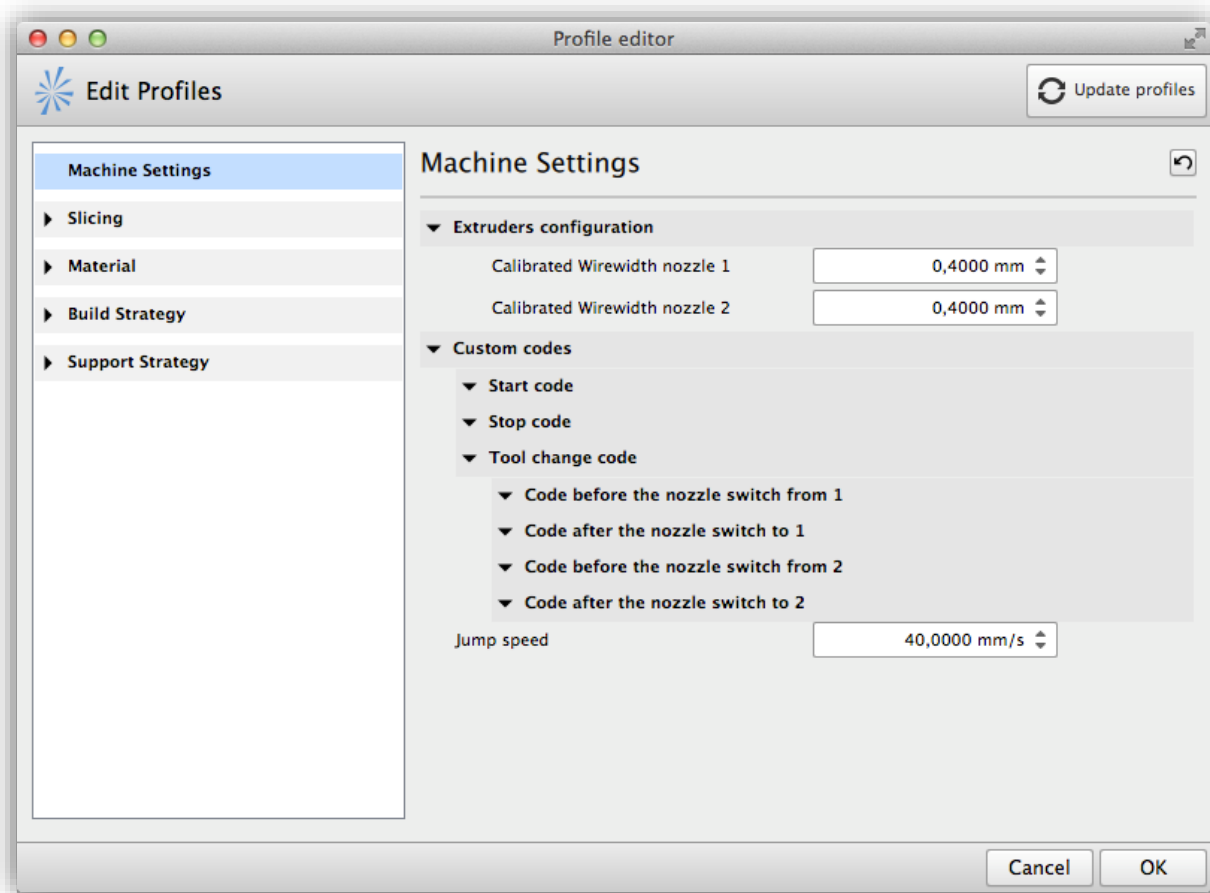 Profile editor
Edit Profiles
Update profiles
Machine Settings
Slicing
Material
Build Strategy
Support Strategy
Machine Settings
Extruders configuration
Calibrated Wirewidth nozzle 1 0,4000 mm
Calibrated Wirewidth nozzle 2 0,4000 mm
Custom codes
Start code
Stop code
Tool change code
Code before the nozzle switch from 1
Code after the nozzle switch to 1
Code before the nozzle switch from 2
Code after the nozzle switch to 2
Jump speed 40,0000 mm/s
Cancel OK